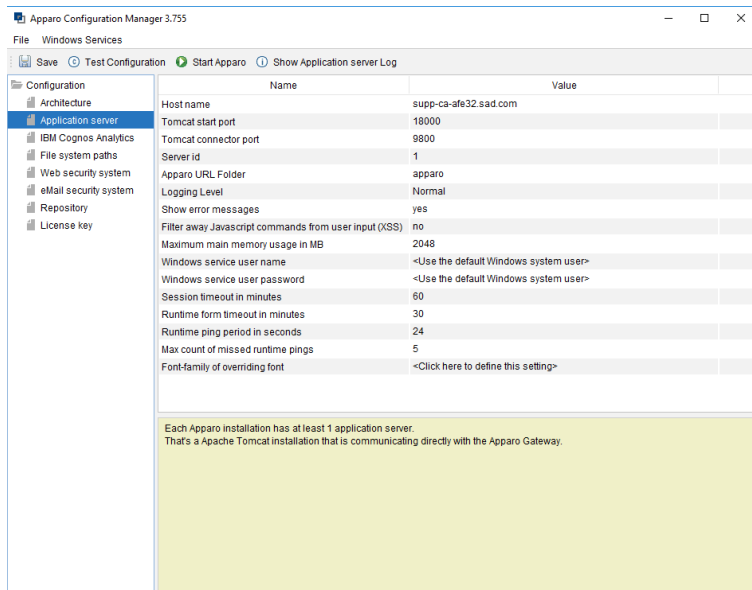 Apparo Configuration Manager 3.755
File Windows Services
Save Test Configuration Start Apparo Show Application server Log
Configuration
Architecture
Application server
IBM Cognos Analytics
File system paths
Web security system
eMail security system
Repository
License key
Name Value
Host name supp-ca-afe32.sad.com
Tomcat start port 18000
Tomcat connector port 9800
Server id 1
Apparo URL Folder apparo
Logging Level Normal
Show error messages yes
Filter away Javascript commands from user input (XSS) no
Maximum main memory usage in MB 2048
Windows service user name <Use the default Windows system user>
Windows service user password <Use the default Windows system user>
Session timeout in minutes 60
Runtime form timeout in minutes 30
Runtime ping period in seconds 24
Max count of missed runtime pings 5
Font-family of overriding font <Click here to define this setting>
Each Apparo installation has at least 1 application server.
That's a Apache Tomcat installation that is communicating directly with the Apparo Gateway.